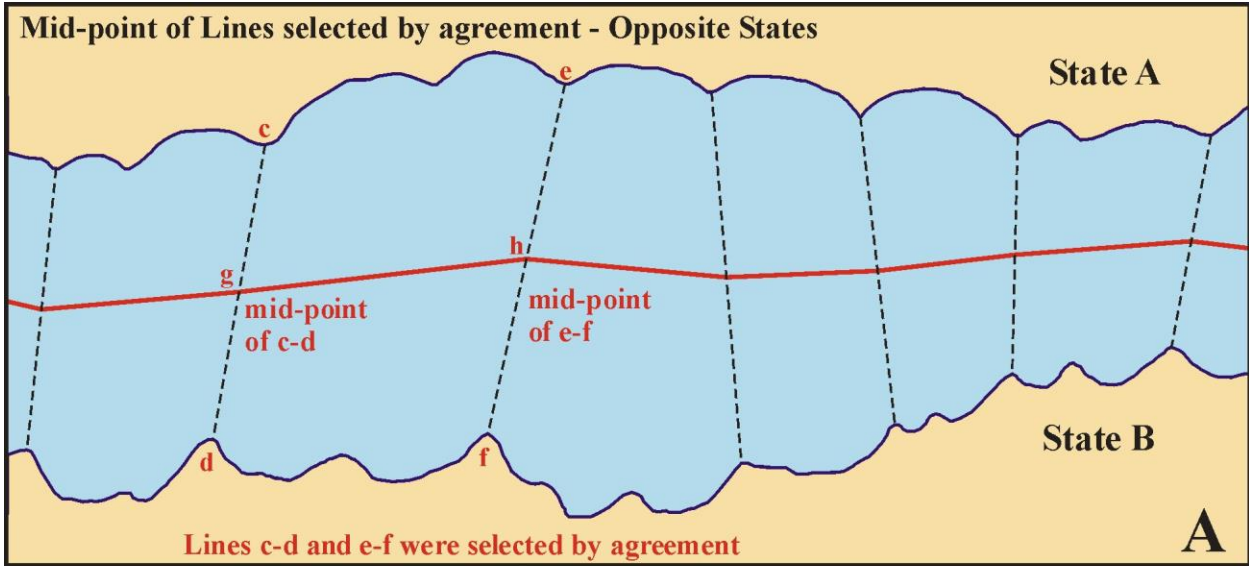 Mid-point of Lines selected by agreement - Opposite States
State A
e
c
h
g
mid-point
of c-d
mid-point
of e-f
d
f
State B
Lines c-d and e-f were selected by agreement
A